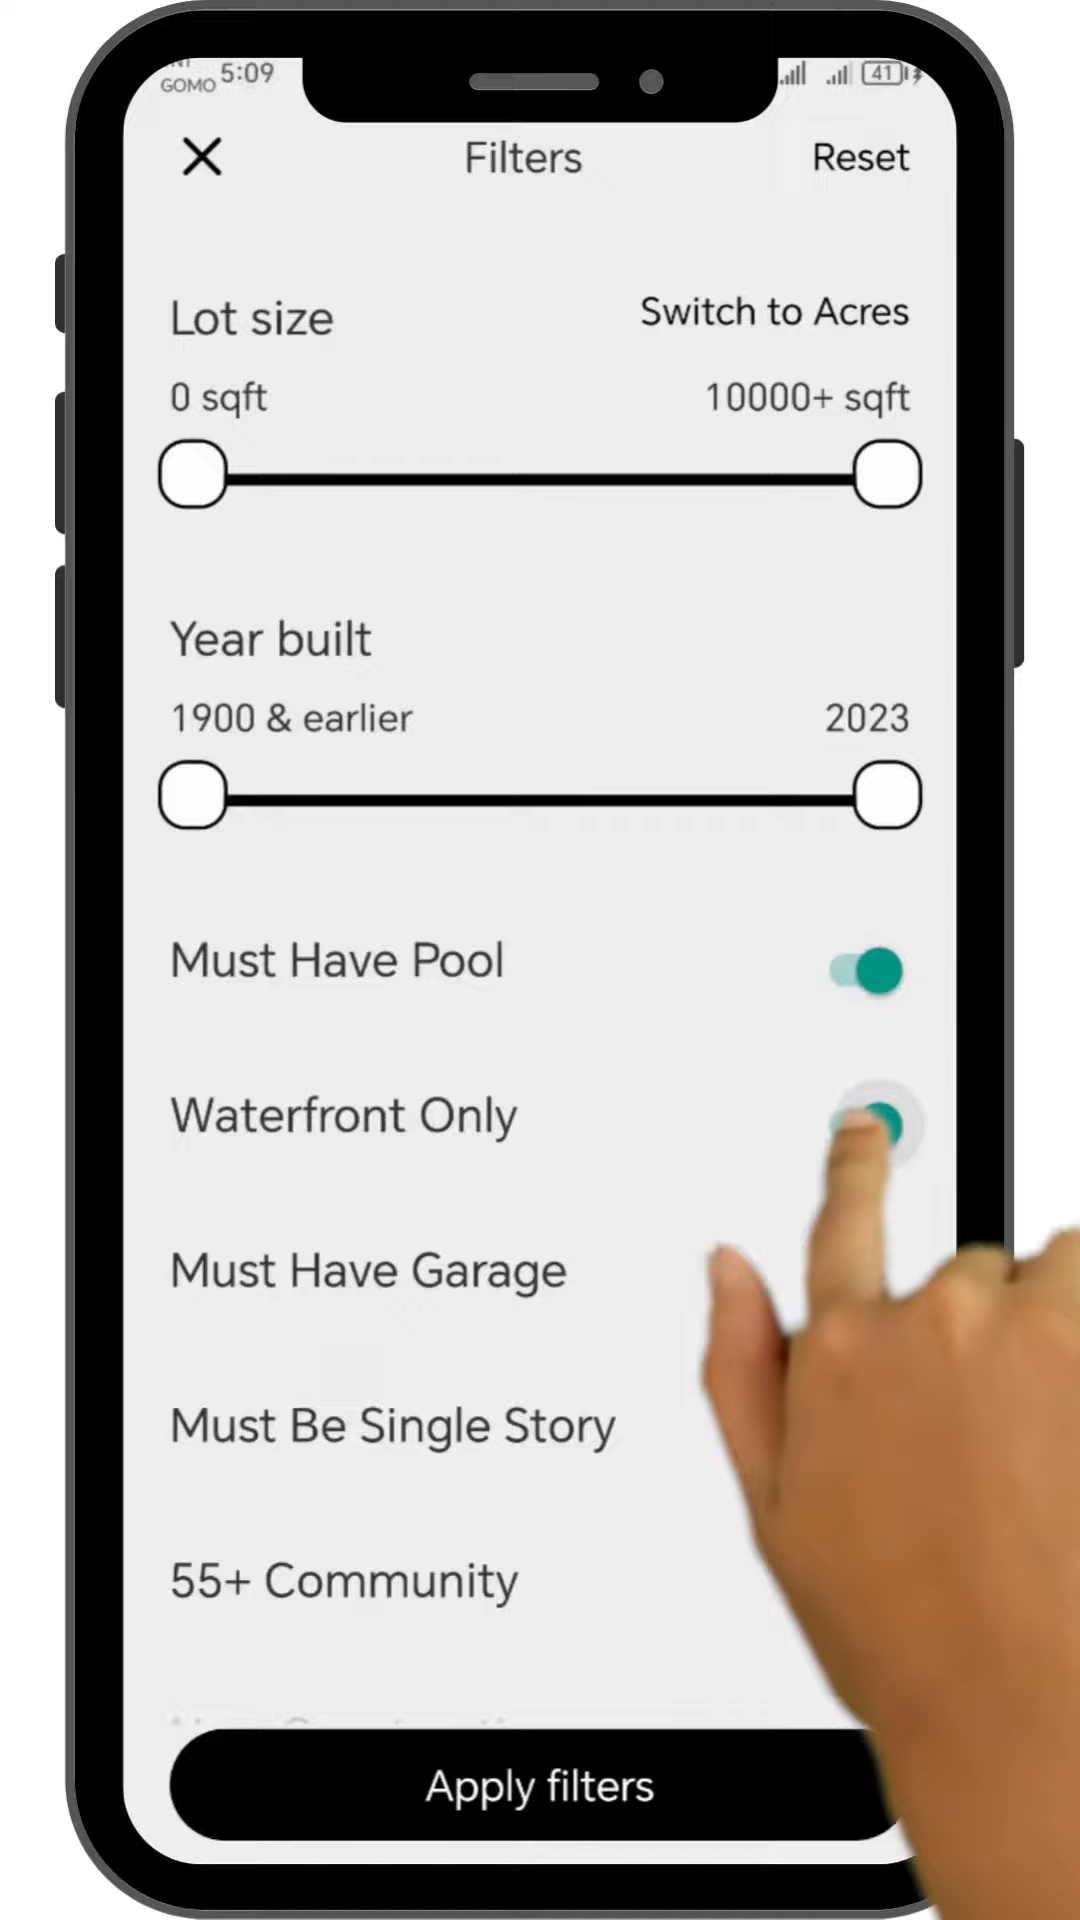 GOMO 5:09 41
Filters Reset
Lot size Switch to Acres
0 sqft 10000+ sqft
Year built
1900 & earlier 2023
Must Have Pool
Waterfront Only
Must Have Garage
Must Be Single Story
55+ Community
Apply filters